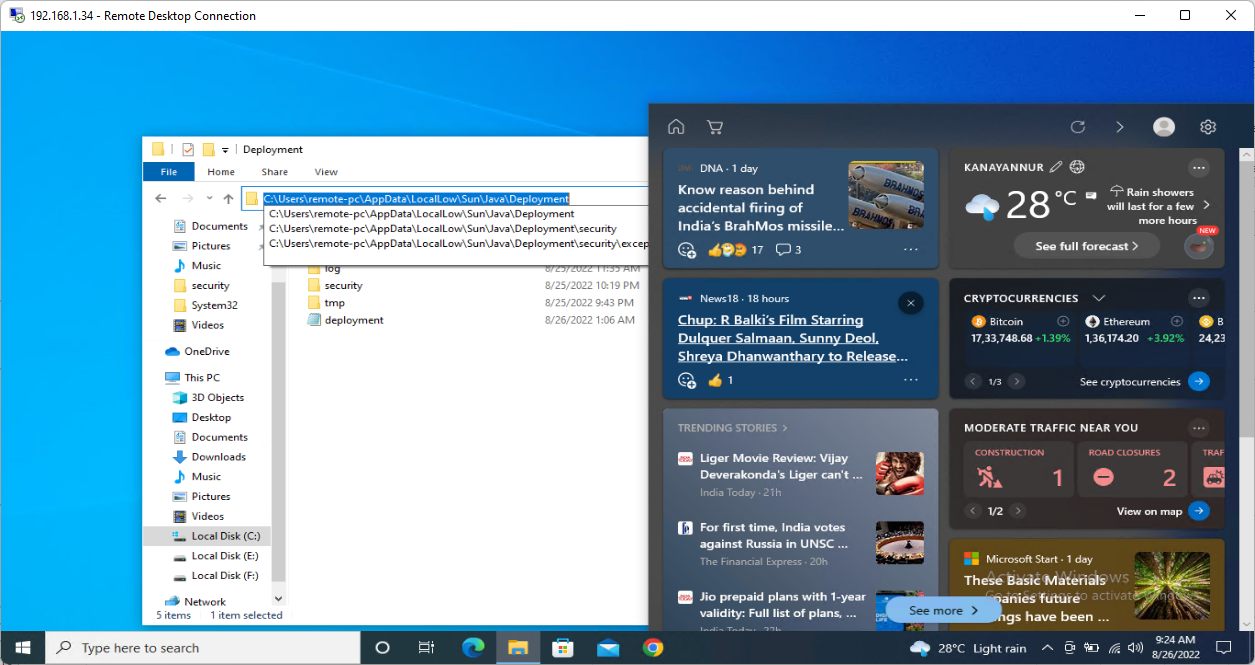 192.168.1.34 - Remote Desktop Connection
Deployment
File Home Share View
C:\Users\remote-pc\AppData\LocalLow\Sun\Java\Deployment
C:\Users\remote-pc\AppData\LocalLow\Sun\Java\Deployment
C:\Users\remote-pc\AppData\LocalLow\Sun\Java\Deployment\security
C:\Users\remote-pc\AppData\LocalLow\Sun\Java\Deployment\security\excep
Documents
Pictures
Music
security
System32
Videos
OneDrive
This PC
3D Objects
Desktop
Documents
Downloads
Music
Pictures
Videos
Local Disk (C:)
Local Disk (E:)
Local Disk (F:)
Network
log 8/25/2022 11:35 AM
security 8/25/2022 10:19 PM
tmp 8/25/2022 9:43 PM
deployment 8/26/2022 1:06 AM
5 items 1 item selected
DNA · 1 day
Know reason behind
accidental firing of
India's BrahMos missile...
17 3
News18 · 18 hours
Chup: R Balki's Film Starring
Dulquer Salmaan, Sunny Deol,
Shreya Dhanwanthary to Release...
1
TRENDING STORIES
Liger Movie Review: Vijay
Deverakonda's Liger can't ...
India Today · 21h
For first time, India votes
against Russia in UNSC ...
The Financial Express · 20h
Jio prepaid plans with 1-year
validity: Full list of plans, ...
India Today · 22h
KANAYANNUR
28 °C
Rain showers
will last for a few
more hours
See full forecast
NEW
CRYPTOCURRENCIES
Bitcoin
17,33,748.68 +1.39%
Ethereum
1,36,174.20 +3.92%
B
24,23
1/3
See cryptocurrencies
MODERATE TRAFFIC NEAR YOU
CONSTRUCTION
1
ROAD CLOSURES
2
TRAF
1/2
View on map
Microsoft Start · 1 day
These Basic Materials
Companies future
ngs have been ...
Activate Windows
Go to Settings to activate Windows.
See more
Type here to search
28°C Light rain
9:24 AM
8/26/2022